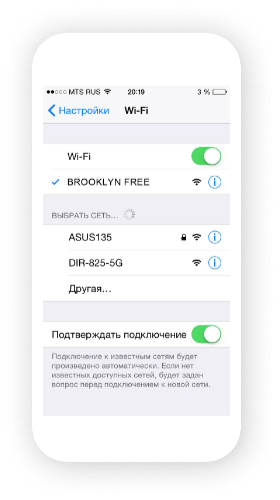 MTS RUS 20:19 3 %
Настройки Wi-Fi
Wi-Fi
BROOKLYN FREE
ВЫБРАТЬ СЕТЬ...
ASUS135
DIR-825-5G
Другая...
Подтверждать подключение
Подключение к известным сетям будет
произведено автоматически. Если нет
известных доступных сетей, будет задан
вопрос перед подключением к новой сети.